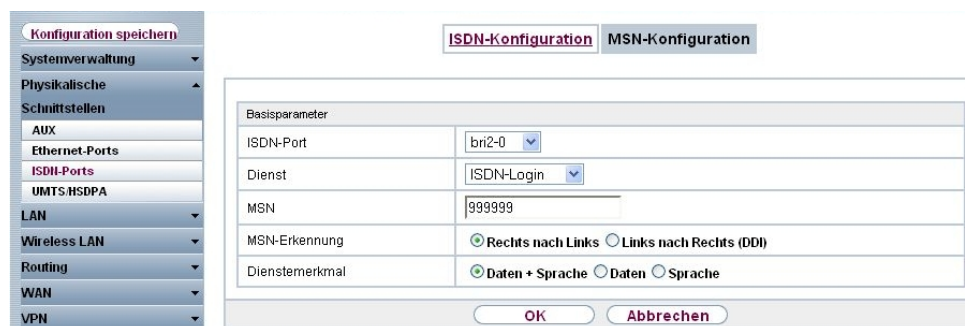 Konfiguration speichern
Systemverwaltung
Physikalische
Schnittstellen
AUX
Ethernet-Ports
ISDN-Ports
UMTS/HSDPA
LAN
Wireless LAN
Routing
WAN
VPN
ISDN-Konfiguration MSN-Konfiguration
Basisparameter
ISDN-Port bri2-0
Dienst ISDN-Login
MSN 999999
MSN-Erkennung Rechts nach Links Links nach Rechts (DDI)
Dienstemerkmal Daten + Sprache Daten Sprache
OK Abbrechen